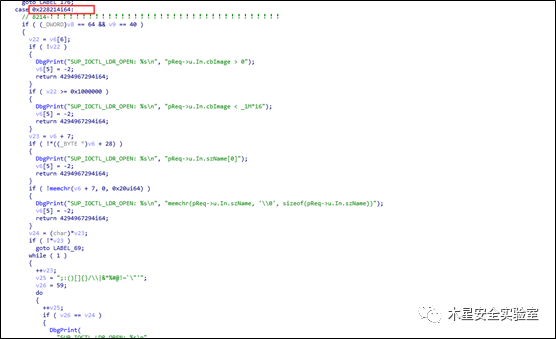 goto LABEL_176;
case 0x228214i64:
// 8214-!!!!!!!!!!!!!!!!!!!!!!!!!!!!!!!!!!!!!!!!!!!!
if ( (_DWORD)v8 == 64 && v9 == 40 )
{
v22 = v6[6];
if ( !v22 )
{
DbgPrint("SUP_IOCTL_LDR_OPEN: %s\n", "pReq->u.In.cbImage > 0");
v6[5] = -2;
return 4294967294i64;
}
if ( v22 >= 0x1000000 )
{
DbgPrint("SUP_IOCTL_LDR_OPEN: %s\n", "pReq->u.In.cbImage < _1M*16");
v6[5] = -2;
return 4294967294i64;
}
v23 = v6 + 7;
if ( !*((_BYTE *)v6 + 28) )
{
DbgPrint("SUP_IOCTL_LDR_OPEN: %s\n", "pReq->u.In.szName[0]");
v6[5] = -2;
return 4294967294i64;
}
if ( !memchr(v6 + 7, 0, 0x20ui64) )
{
DbgPrint("SUP_IOCTL_LDR_OPEN: %s\n", "memchr(pReq->u.In.szName, '\\0', sizeof(pReq->u.In.szName))");
v6[5] = -2;
return 4294967294i64;
}
v24 = (char)*v23;
if ( !*v23 )
goto LABEL_69;
while ( 1 )
{
++v23;
v25 = ";:()[]{}/\\|&*%#@!~`\"'";
v26 = 59;
do
{
++v25;
if ( v26 == v24 )
{
DbgPrint(
"SUP_IOCTL_LDR_OPEN: %s\n"
木星安全实验室